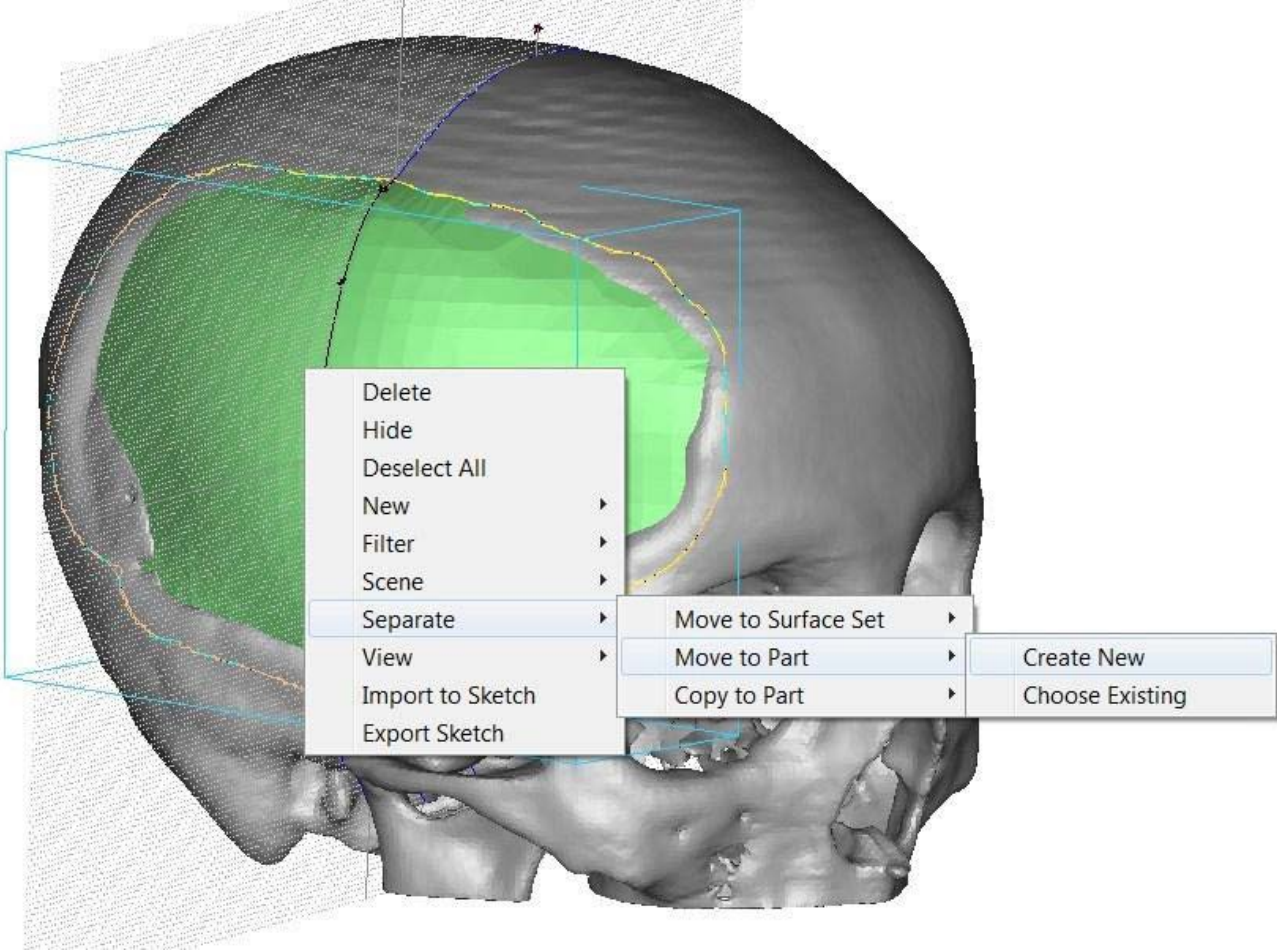 Delete
Hide
Deselect All
New
Filter
Scene
Separate
View
Import to Sketch
Export Sketch
Move to Surface Set
Move to Part
Copy to Part
Create New
Choose Existing